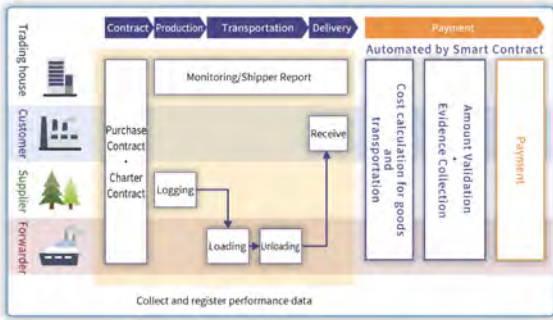 Contract
Production
Transportation
Delivery
Payment
Automated by Smart Contract
Trading house
Monitoring/Shipper Report
Customer
Purchase
Contract
・
Charter
Contract
Receive
Supplier
Logging
Forwarder
Loading
Unloading
Cost calculation for goods
and
transportation
Amount Validation
・
Evidence Collection
Payment
Collect and register performance data